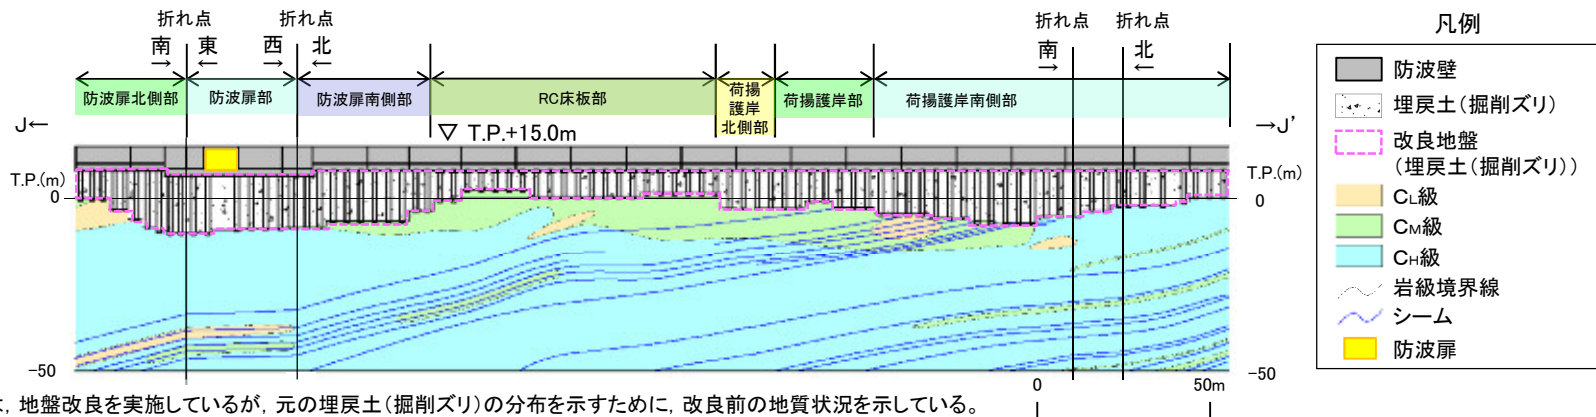 折れ点
折れ点
折れ点
折れ点
凡例
南
東
西
北
南
北
→
←
→
←
→
←
防波扉北側部
防波扉部
防波扉南側部
RC床板部
荷揚
護岸
北側部
荷揚護岸部
荷揚護岸南側部
J←
▽ T.P.+15.0m
→J'
T.P.(m)
T.P.(m)
0
0
-50
-50
0
50m
防波壁
埋戻土(掘削ズリ)
改良地盤
(埋戻土(掘削ズリ))
CL級
CM級
CH級
岩級境界線
シーム
防波扉
，地盤改良を実施しているが，元の埋戻土(掘削ズリ)の分布を示すために，改良前の地質状況を示している。